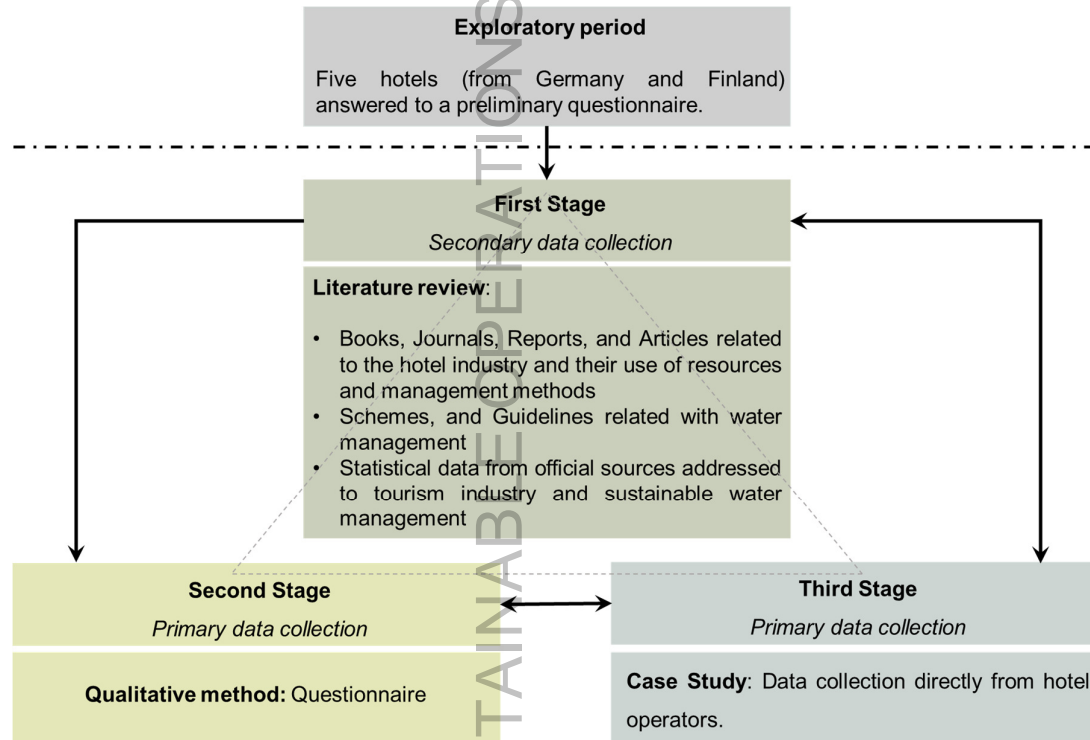 Exploratory period
Five hotels (from Germany and Finland)
answered to a preliminary questionnaire.
First Stage
Secondary data collection
Literature review:
• Books, Journals, Reports, and Articles related
to the hotel industry and their use of resources
and management methods
• Schemes, and Guidelines related with water
management
• Statistical data from official sources addressed
to tourism industry and sustainable water
management
Second Stage
Primary data collection
Qualitative method: Questionnaire
Third Stage
Primary data collection
Case Study: Data collection directly from hotel
operators.
TAINABLE OPERATIONS